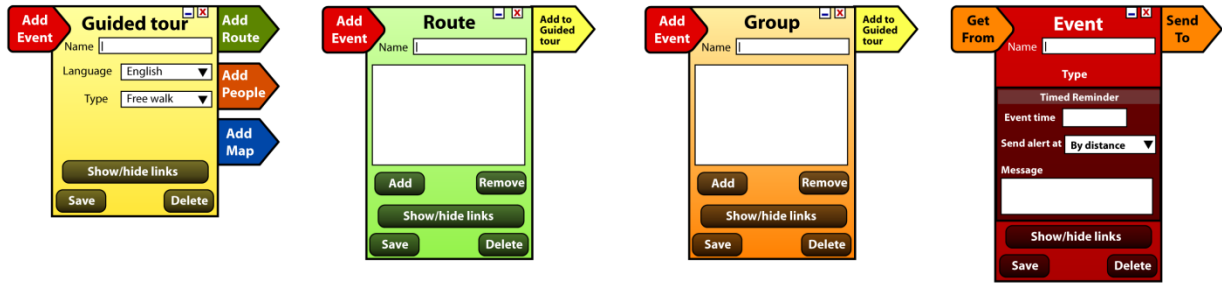 Add
Event
Guided tour
Add
Route
Name
Language
English
Add
People
Type
Free walk
Add
Map
Show/hide links
Save
Delete
Add
Event
Route
Add to
Guided
tour
Name
Add
Remove
Show/hide links
Save
Delete
Add
Event
Group
Add to
Guided
tour
Name
Add
Remove
Show/hide links
Save
Delete
Get
From
Event
Send
To
Name
Type
Timed Reminder
Event time
Send alert at
By distance
Message
Show/hide links
Save
Delete